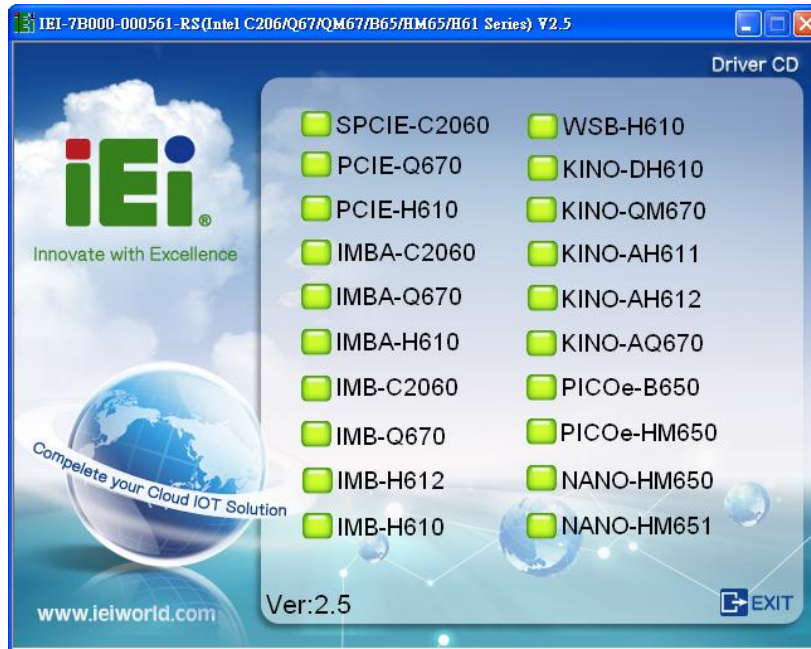 IEI-7B000-000561-RS(Intel C206/Q67/QM67/B65/HM65/H61 Series) V2.5
Driver CD
iEi®
Innovate with Excellence
SPCIE-C2060
PCIE-Q670
PCIE-H610
IMBA-C2060
IMBA-Q670
IMBA-H610
IMB-C2060
IMB-Q670
IMB-H612
IMB-H610
WSB-H610
KINO-DH610
KINO-QM670
KINO-AH611
KINO-AH612
KINO-AQ670
PICOe-B650
PICOe-HM650
NANO-HM650
NANO-HM651
Compelete your Cloud IOT Solution
www.ieiworld.com
Ver:2.5
EXIT